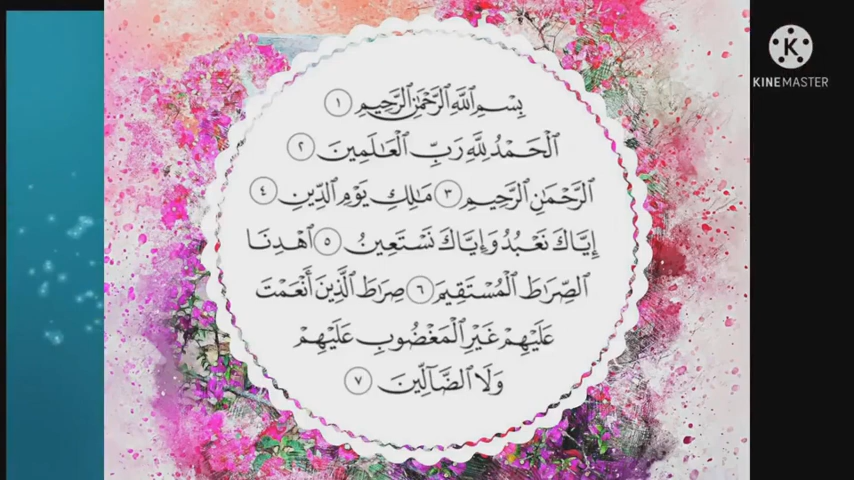 بِسْمِ ٱللَّهِ ٱلرَّحْمَٰنِ ٱلرَّحِيمِ ١
ٱلْحَمْدُ لِلَّهِ رَبِّ ٱلْعَٰلَمِينَ ٢
ٱلرَّحْمَٰنِ ٱلرَّحِيمِ ٣ مَٰلِكِ يَوْمِ ٱلدِّينِ ٤
إِيَّاكَ نَعْبُدُ وَإِيَّاكَ نَسْتَعِينُ ٥ ٱهْدِنَا
ٱلصِّرَٰطَ ٱلْمُسْتَقِيمَ ٦ صِرَٰطَ ٱلَّذِينَ أَنْعَمْتَ
عَلَيْهِمْ غَيْرِ ٱلْمَغْضُوبِ عَلَيْهِمْ
وَلَا ٱلضَّآلِّينَ ٧
K
KINEMASTER